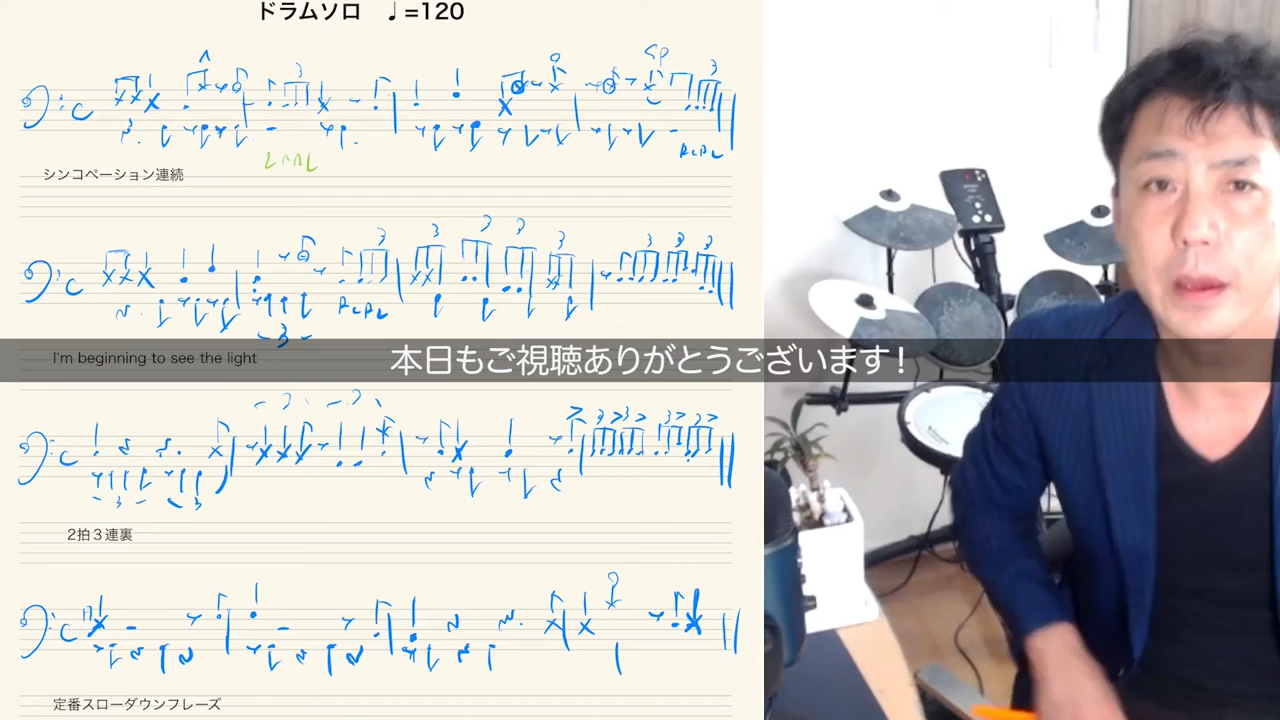 ドラムソロ ♩=120
シンコペーション連続
I'm beginning to see the light
本日もご視聴ありがとうございます!
2拍3連裏
定番スローダウンフレーズ